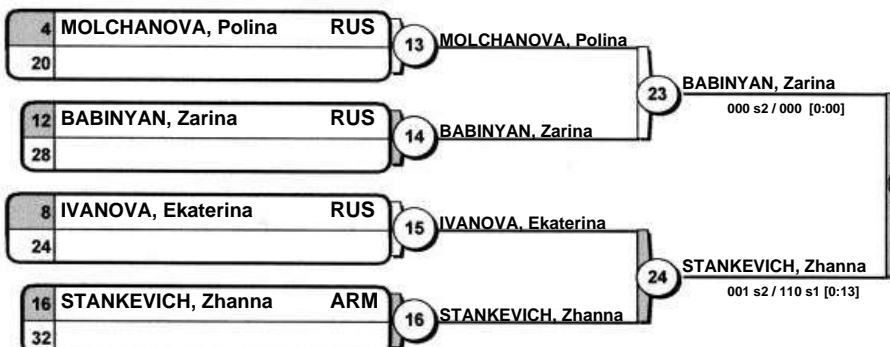 4 MOLCHANOVA, Polina RUS
20
13
MOLCHANOVA, Polina
12 BABINYAN, Zarina RUS
28
14
BABINYAN, Zarina
23
BABINYAN, Zarina
000 s2 / 000 [0:00]
8 IVANOVA, Ekaterina RUS
24
15
IVANOVA, Ekaterina
16 STANKEVICH, Zhanna ARM
32
16
STANKEVICH, Zhanna
24
STANKEVICH, Zhanna
001 s2 / 110 s1 [0:13]